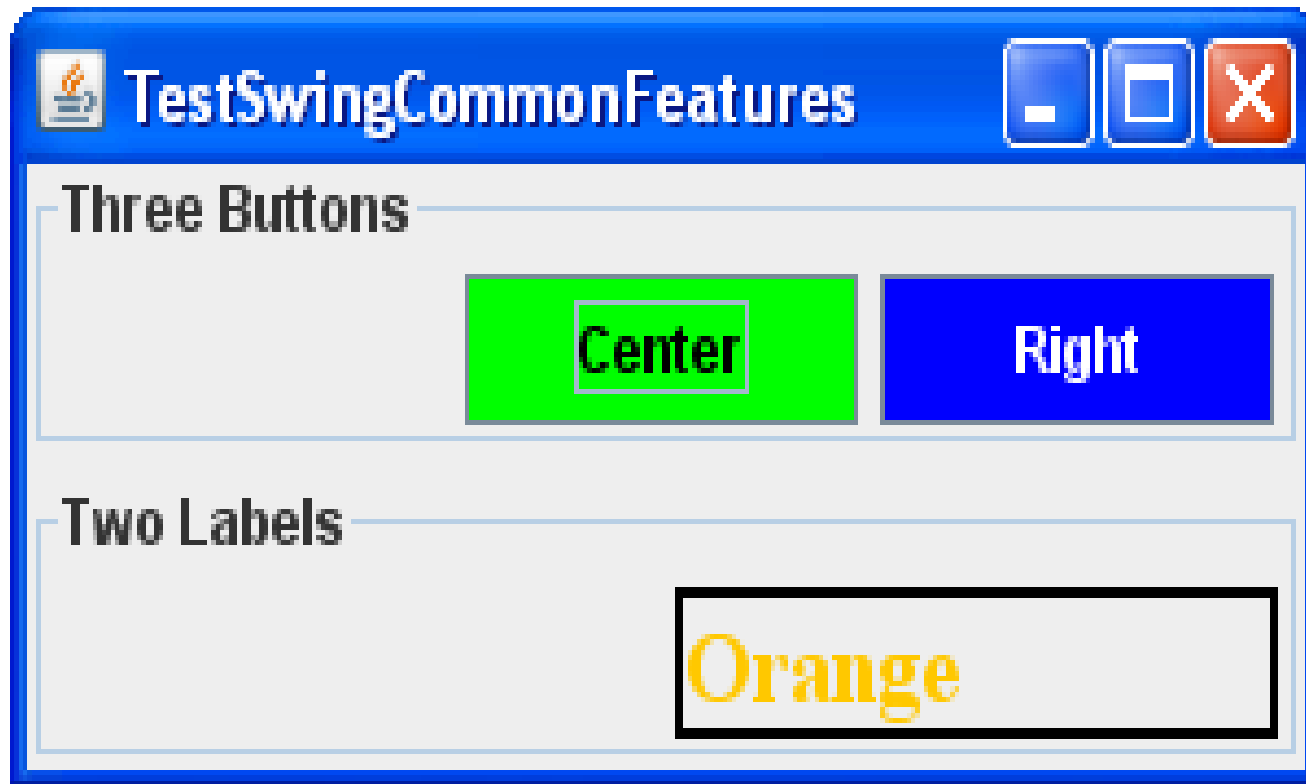 TestSwingCommonFeatures
Three Buttons
Center Right
Two Labels
Orange